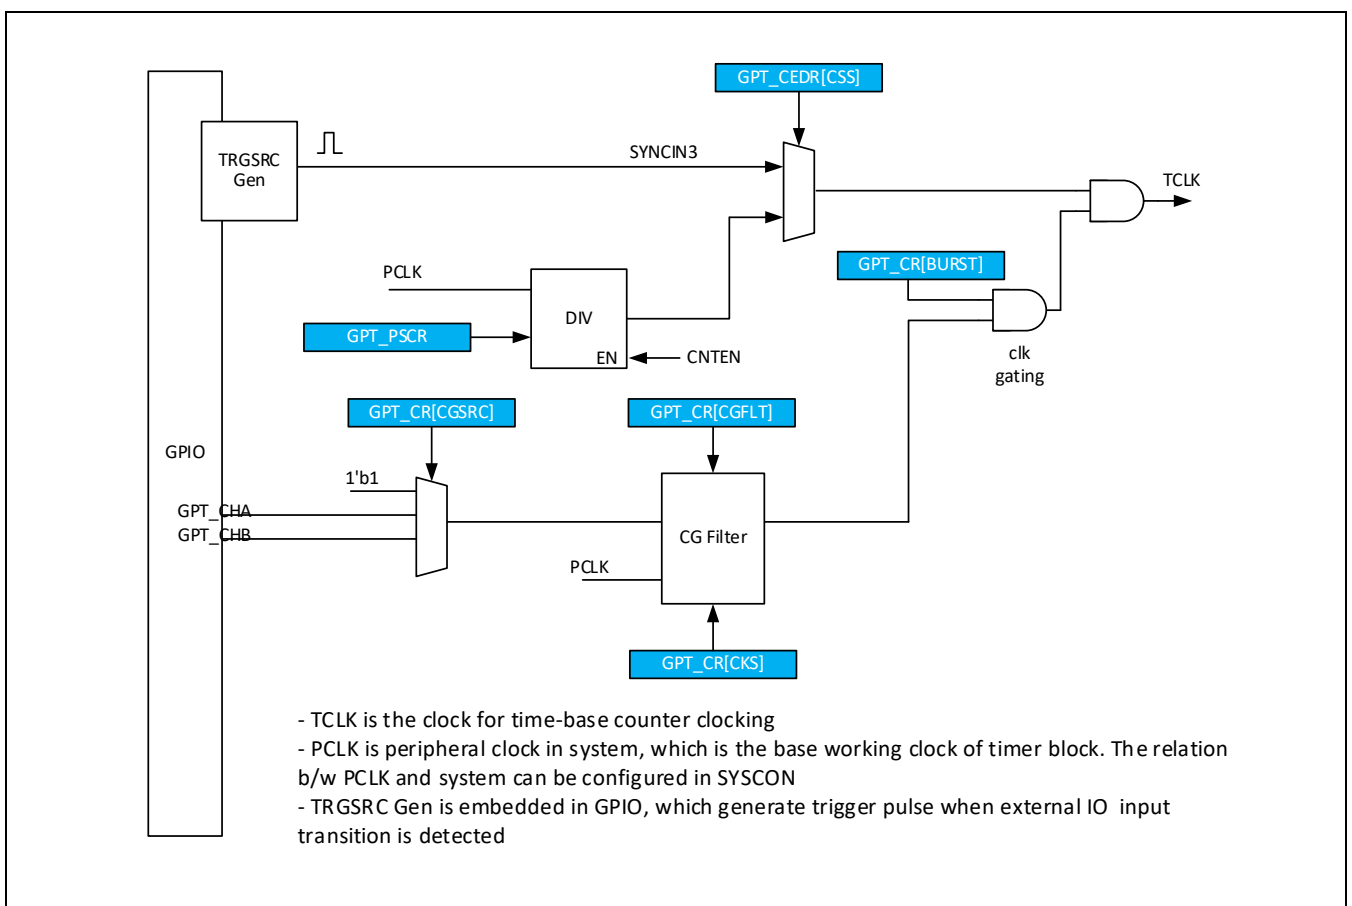 GPT_CEDR[CSS]
TRGSRC
Gen
SYNCIN3
TCLK
GPT_CR[BURST]
PCLK
DIV
GPT_PSCR
EN
CNTEN
clk
gating
GPT_CR[CGSRC]
GPT_CR[CGFLT]
GPIO
1'b1
GPT_CHA
GPT_CHB
CG Filter
PCLK
GPT_CR[CKS]
- TCLK is the clock for time-base counter clocking
- PCLK is peripheral clock in system, which is the base working clock of timer block. The relation
b/w PCLK and system can be configured in SYSCON
- TRGSRC Gen is embedded in GPIO, which generate trigger pulse when external IO input
transition is detected